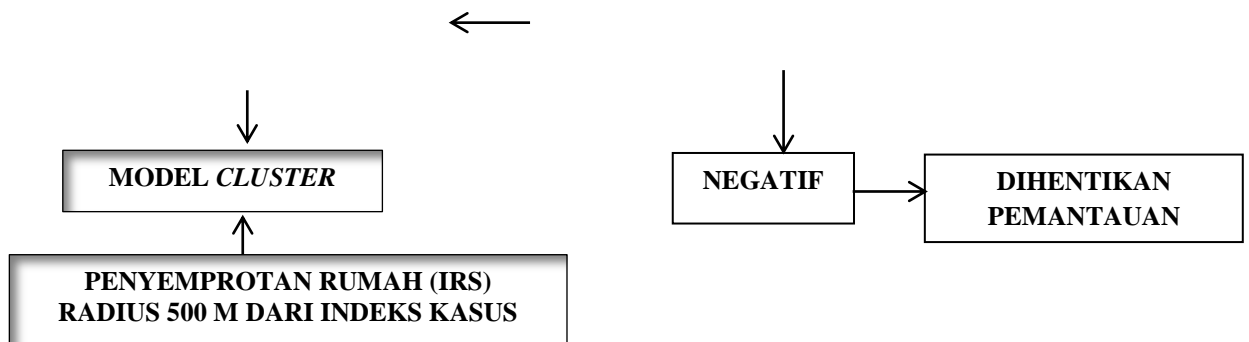 MODEL CLUSTER
NEGATIF
DIHENTIKAN
PEMANTAUAN
PENYEMPROTAN RUMAH (IRS)
RADIUS 500 M DARI INDEKS KASUS